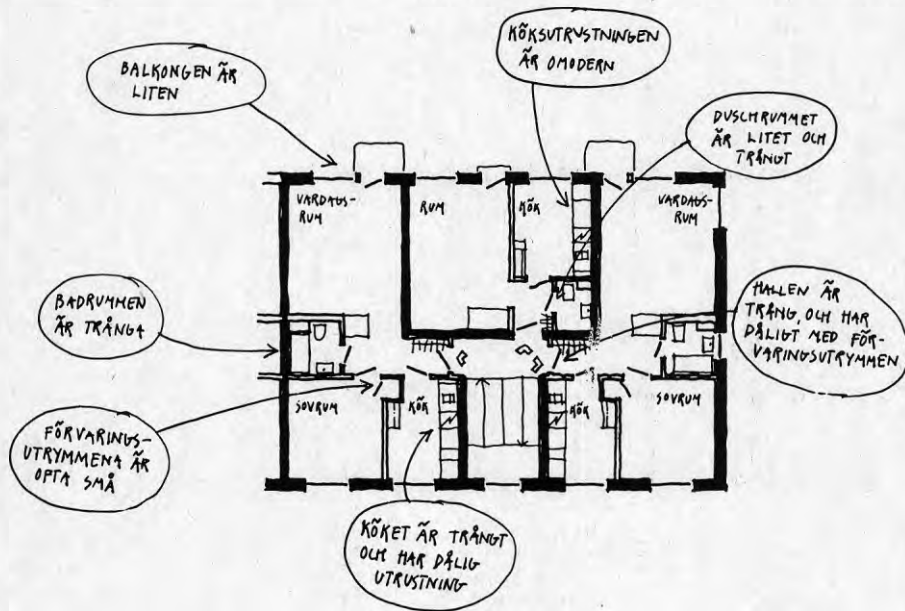 KÖKSUTRUSTNINGEN
ÄR OMODERN
BALKONGEN ÄR
LITEN
DUSCHRUMMET
ÄR LITET OCH
TRÅNGT
VARDAGS-
RUM
RUM
KÖK
VARDAGS-
RUM
BADRUMMEN
ÄR TRÅNGA
HALLEN ÄR
TRÅNG, OCH HAR
DÅLIGT MED FÖR-
VARINGSUTRYMMEN
SOVRUM
KÖK
KÖK
SOVRUM
FÖRVARINGS-
UTRYMMENA ÄR
OFTA SMÅ
KÖKET ÄR TRÅNGT
OCH HAR DÅLIG
UTRUSTNING